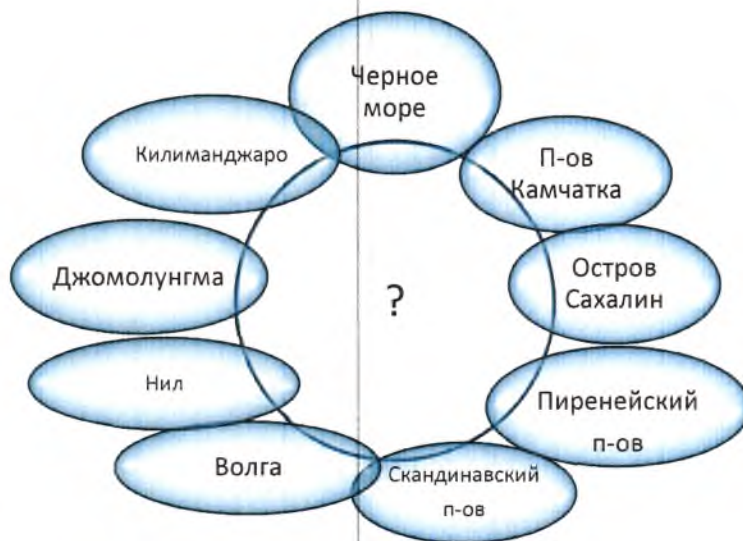 Черное
море
Килиманджаро
П-ов
Камчатка
Джомолунгма
?
Остров
Сахалин
Нил
Пиренейский
п-ов
Волга
Скандинавский
п-ов